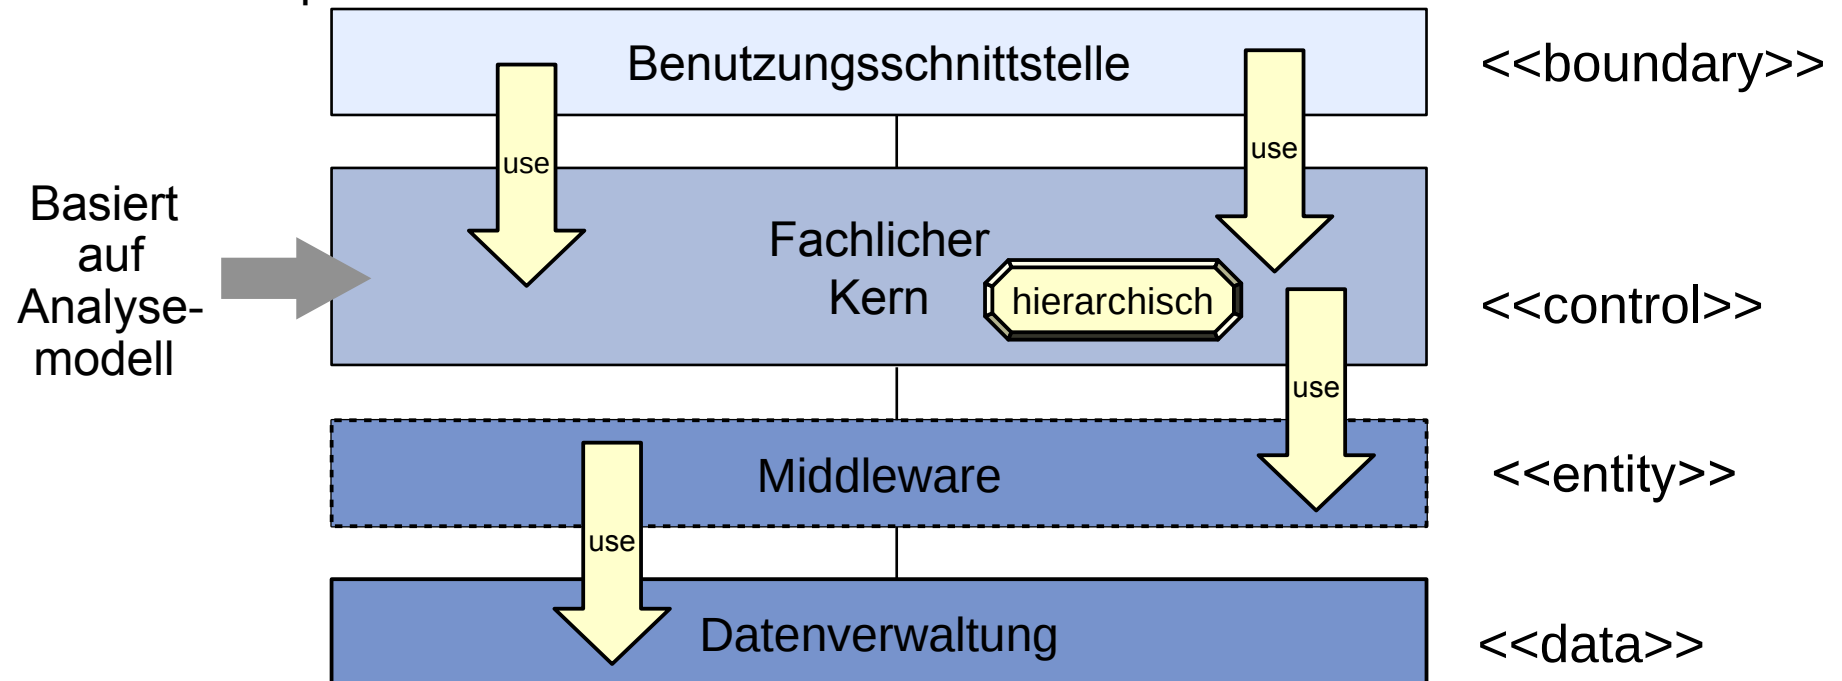 Benutzungsschnittstelle
<<boundary>>
use
use
Basiert
auf
Analyse-
modell
Fachlicher
Kern
hierarchisch
<<control>>
use
Middleware
<<entity>>
use
Datenverwaltung
<<data>>